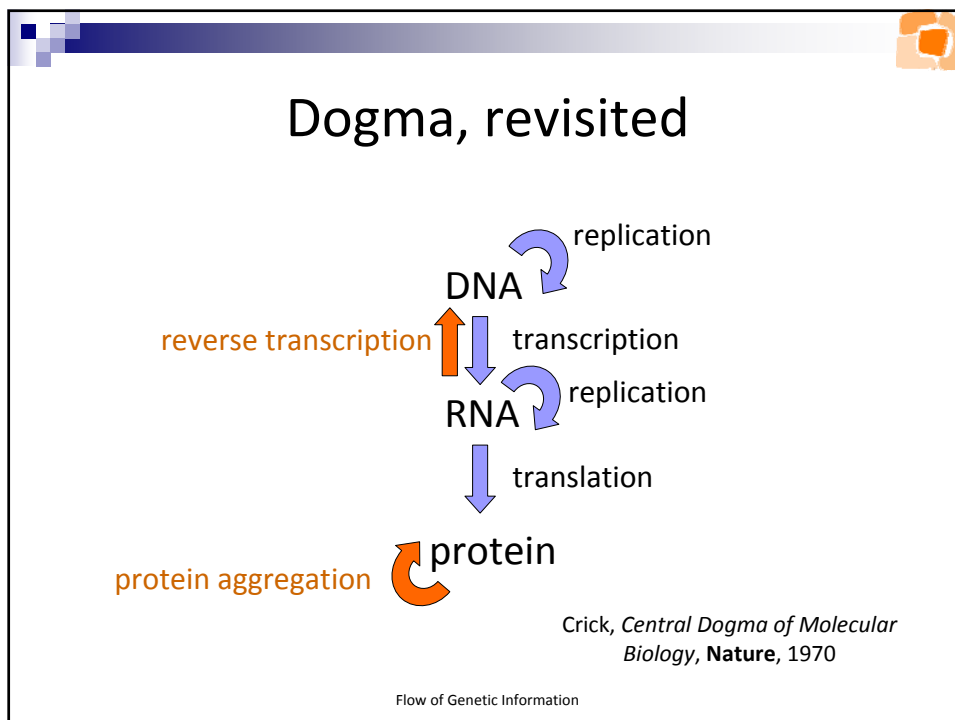 Dogma, revisited
replication
DNA
reverse transcription
transcription
replication
RNA
translation
protein
protein aggregation
Crick, Central Dogma of Molecular
Biology, Nature, 1970
Flow of Genetic Information